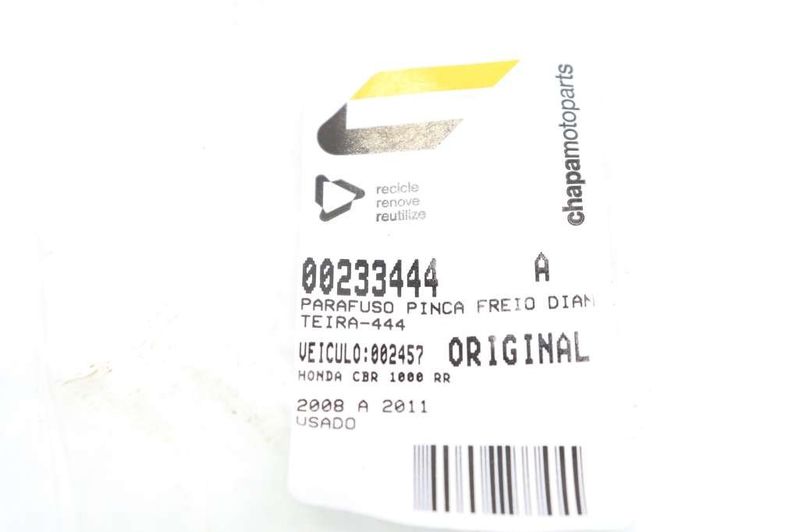 chapamotoparts
recicle
renove
reutilize
00233444 A
PARAFUSO PINCA FREIO DIAN
TEIRA-444
VEICULO:002457 ORIGINAL
HONDA CBR 1000 RR
2008 A 2011
USADO